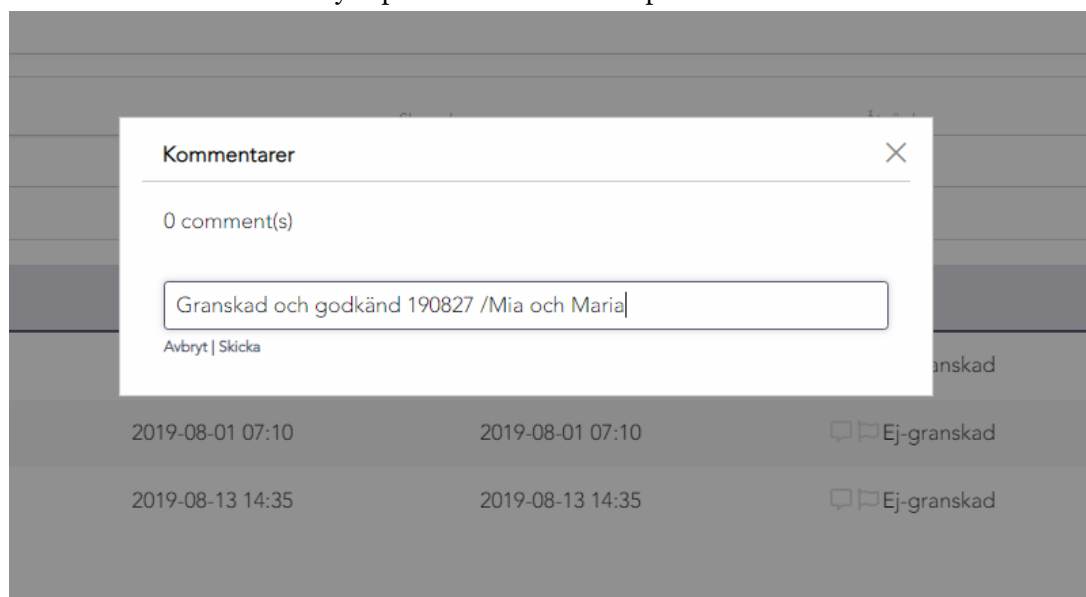 Kommentarer
0 comment(s)
Granskad och godkänd 190827 /Mia och Maria
Avbryt | Skicka
2019-08-01 07:10 2019-08-01 07:10 Ej-granskad
2019-08-13 14:35 2019-08-13 14:35 Ej-granskad